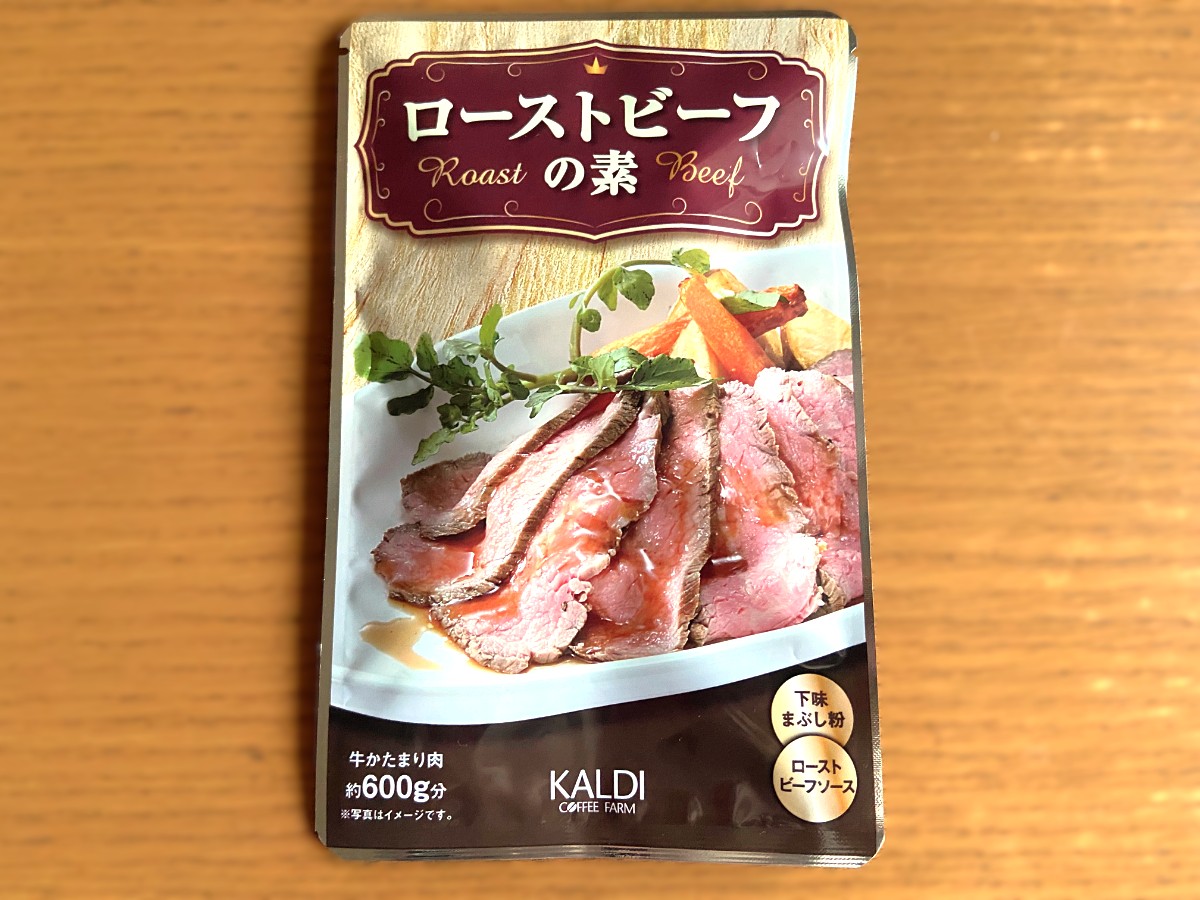 ローストビーフ
Roast の素 Beef
下味
まぶし粉
ロースト
ビーフソース
牛かたまり肉
約600g分
※写真はイメージです。
KALDI
COFFEE FARM